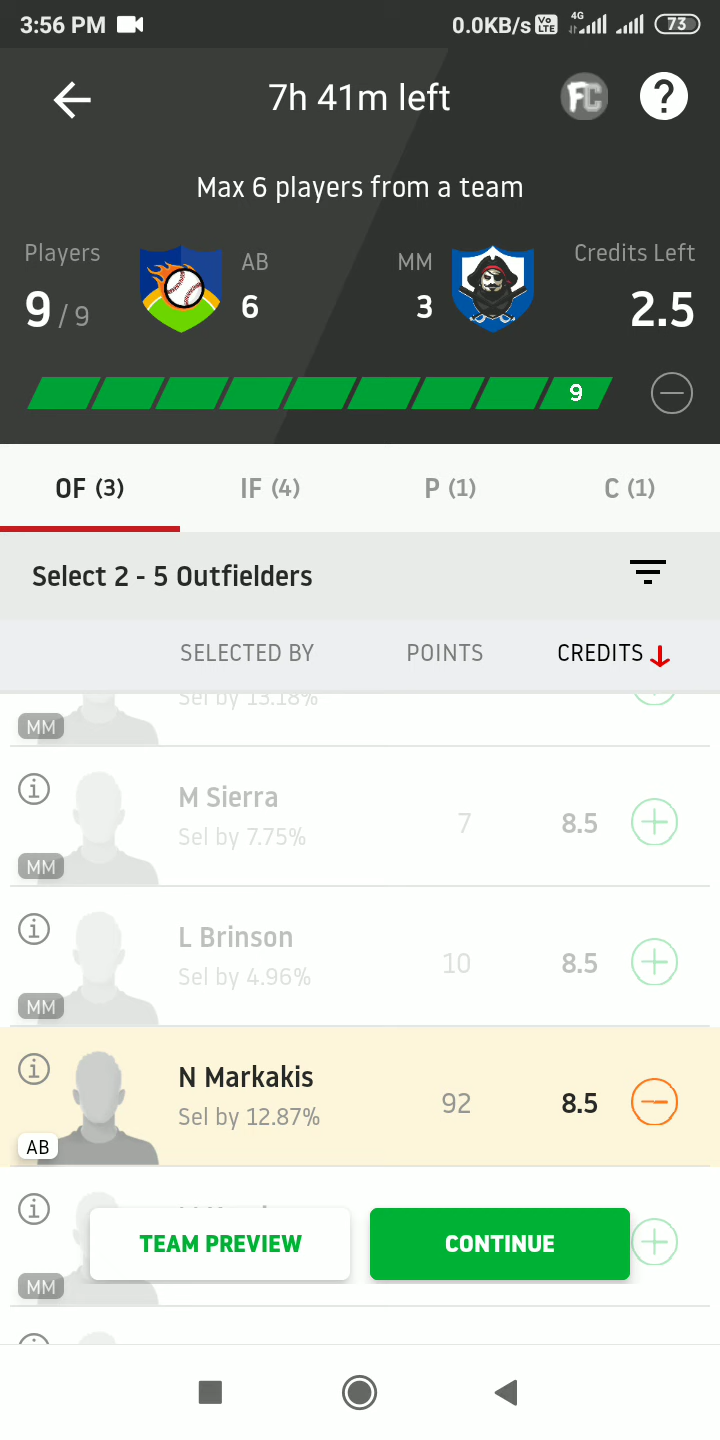 3:56 PM
0.0KB/s Vo LTE 4G 73
7h 41m left
FC ?
Max 6 players from a team
Players
9 / 9
AB
6
MM
3
Credits Left
2.5
9
OF (3) IF (4) P (1) C (1)
Select 2 - 5 Outfielders
SELECTED BY POINTS CREDITS
Sel by 13.18%
MM
M Sierra
Sel by 7.75%
7 8.5
MM
L Brinson
Sel by 4.96%
10 8.5
MM
N Markakis
Sel by 12.87%
92 8.5
AB
TEAM PREVIEW CONTINUE
MM